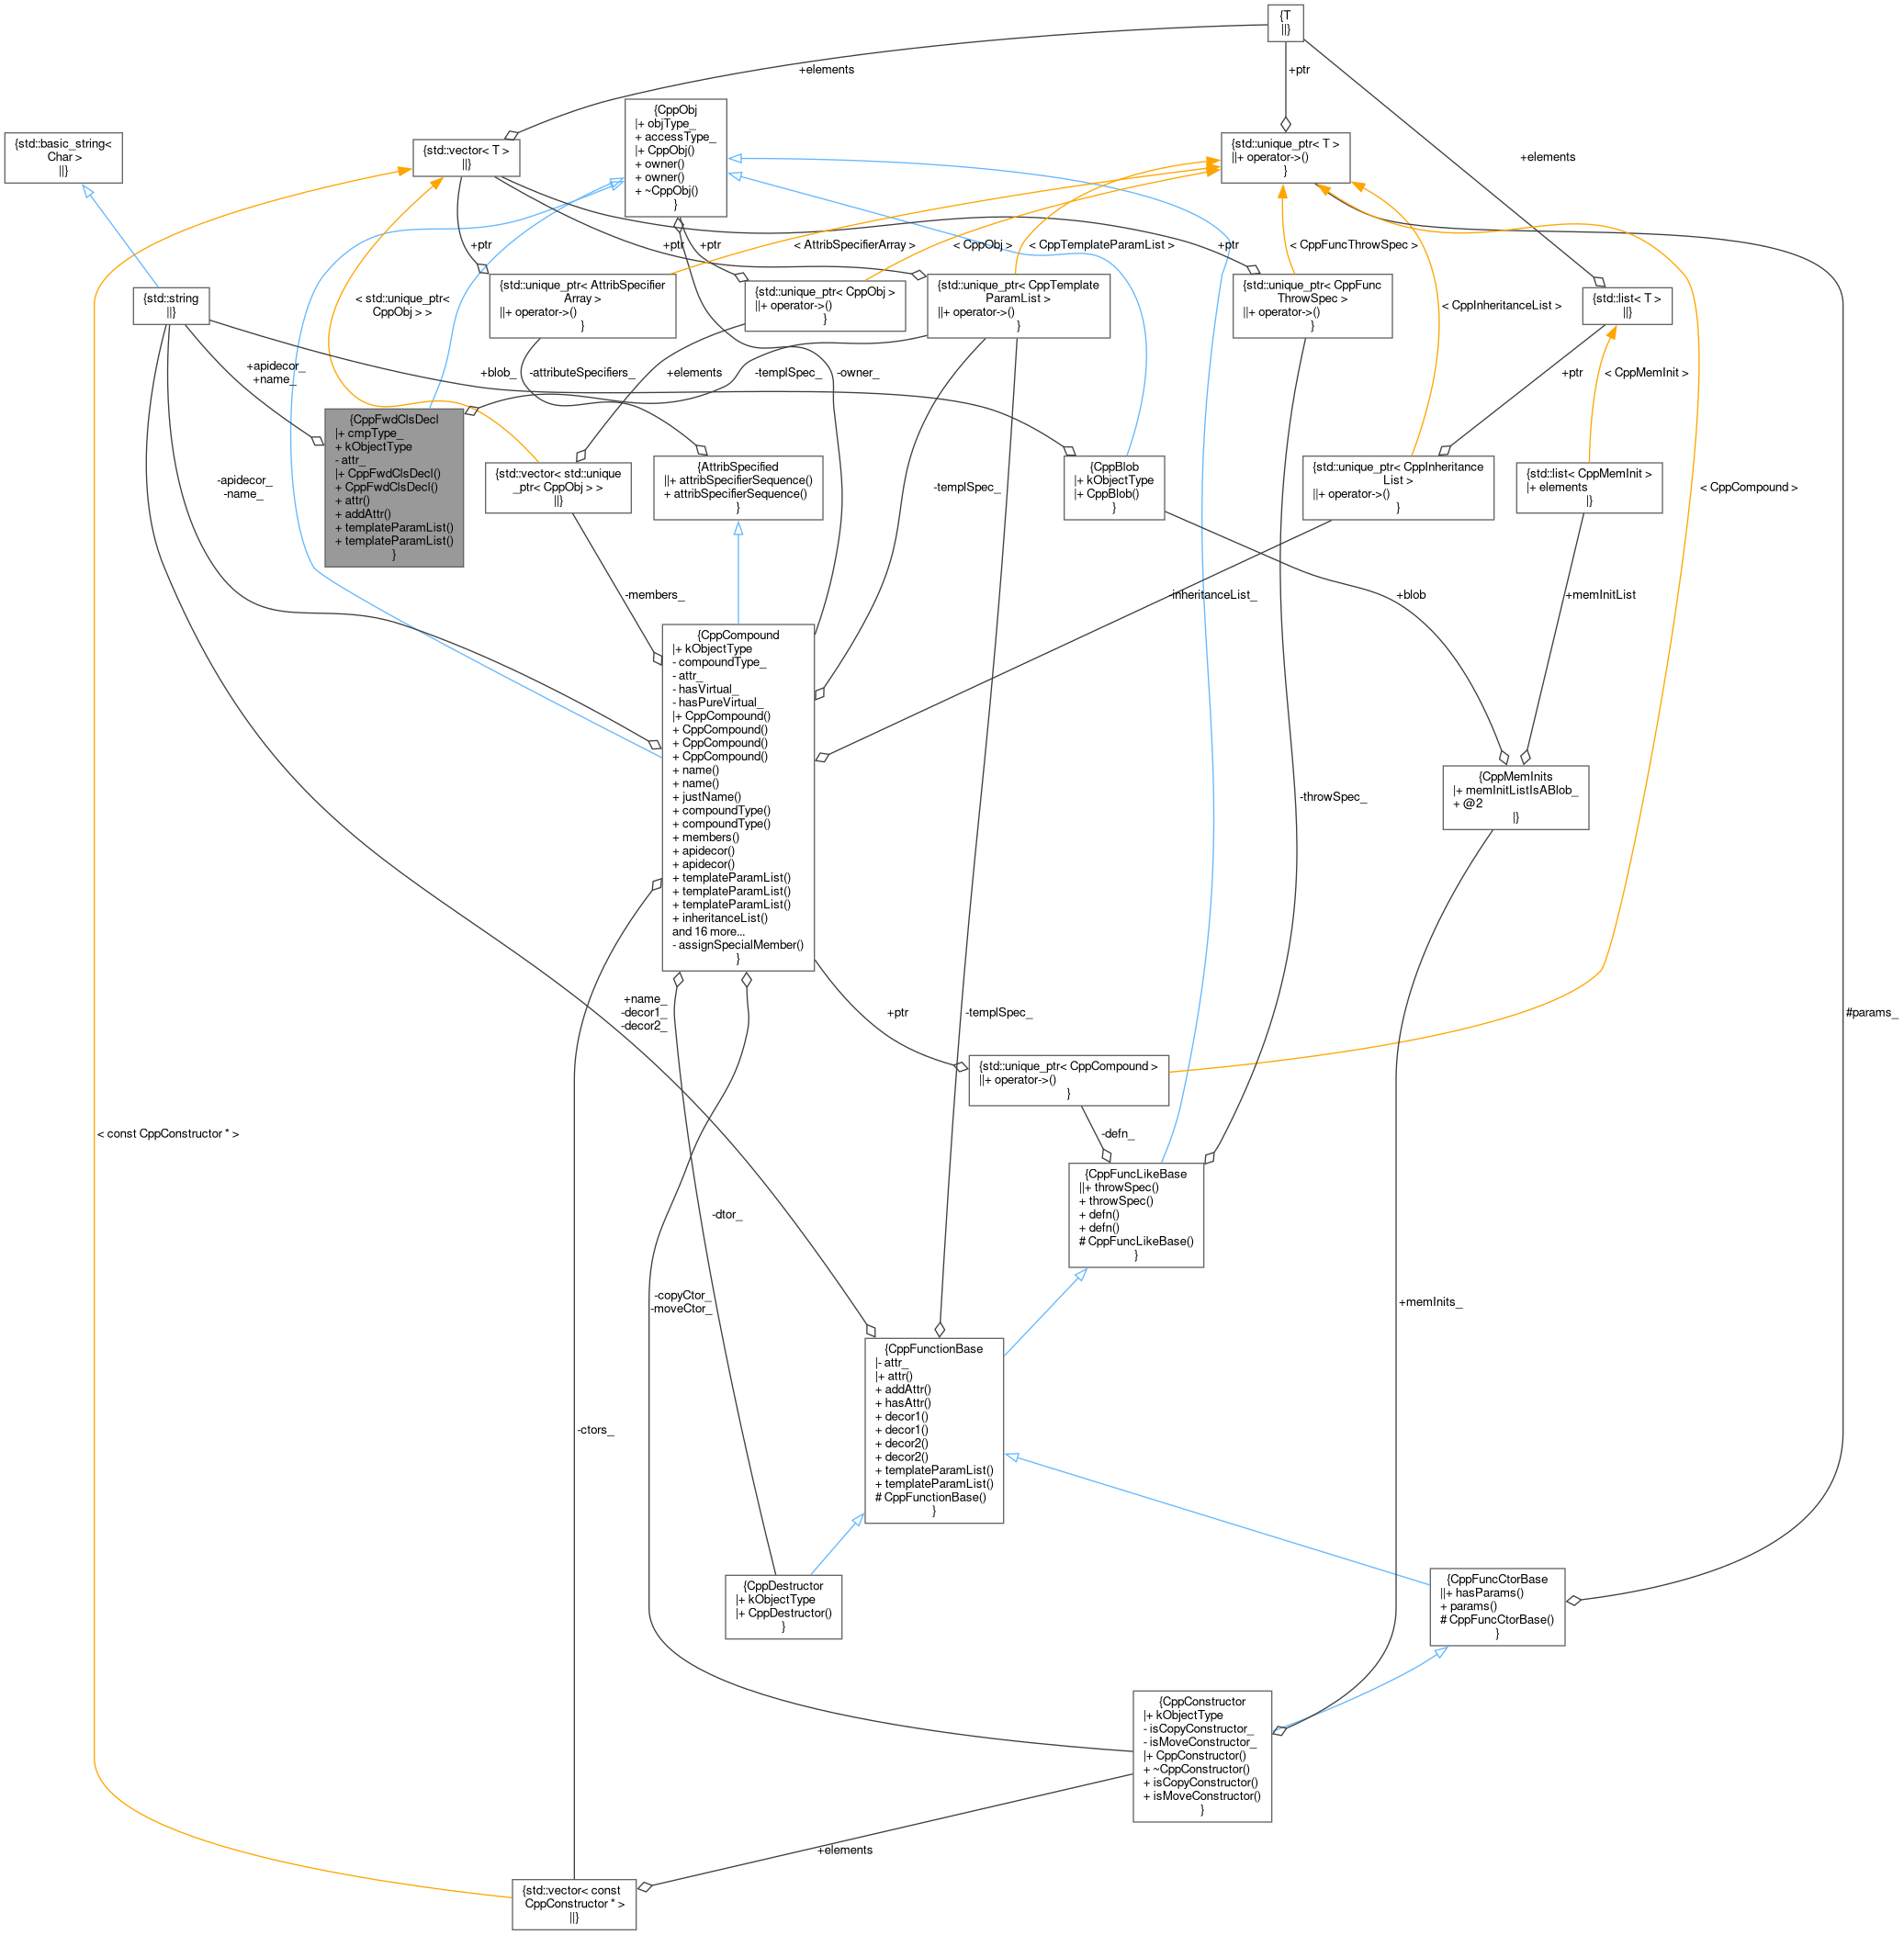 {T
||}
+elements
+ptr
{CppObj
|+ objType_
+ accessType_
|+ CppObj()
+ owner()
+ owner()
+ ~CppObj()
}
{std::basic_string<
Char >
||}
{std::vector< T >
||}
{std::unique_ptr< T >
||+ operator->()
}
+elements
+ptr
+ptr
+ptr
< AttribSpecifierArray >
< CppObj >
< CppTemplateParamList >
+ptr
< CppFuncThrowSpec >
{std::string
||}
< std::unique_ptr<
CppObj > >
{std::unique_ptr< AttribSpecifier
Array >
||+ operator->()
}
{std::unique_ptr< CppObj >
||+ operator->()
}
{std::unique_ptr< CppTemplate
ParamList >
||+ operator->()
}
{std::unique_ptr< CppFunc
ThrowSpec >
||+ operator->()
}
< CppInheritanceList >
{std::list< T >
||}
+apidecor_
+name_
+blob_
-attributeSpecifiers_
+elements
-templSpec_
-owner_
+ptr
< CppMemInit >
{CppFwdClsDecl
|+ cmpType_
+ kObjectType
- attr_
|+ CppFwdClsDecl()
+ CppFwdClsDecl()
+ attr()
+ addAttr()
+ templateParamList()
+ templateParamList()
}
-apidecor_
-name_
{std::vector< std::unique
_ptr< CppObj > >
||}
{AttribSpecified
||+ attribSpecifierSequence()
+ attribSpecifierSequence()
}
-templSpec_
{CppBlob
|+ kObjectType
|+ CppBlob()
}
{std::unique_ptr< CppInheritance
List >
||+ operator->()
}
{std::list< CppMemInit >
|+ elements
|}
< CppCompound >
-members_
-inheritanceList_
+blob
+memInitList
{CppCompound
|+ kObjectType
- compoundType_
- attr_
- hasVirtual_
- hasPureVirtual_
|+ CppCompound()
+ CppCompound()
+ CppCompound()
+ CppCompound()
+ name()
+ name()
+ justName()
+ compoundType()
+ compoundType()
+ members()
+ apidecor()
+ apidecor()
+ templateParamList()
+ templateParamList()
+ templateParamList()
+ inheritanceList()
and 16 more...
- assignSpecialMember()
}
-throwSpec_
{CppMemInits
|+ memInitListIsABlob_
+ @2
|}
+name_
-decor1_
-decor2_
+ptr
-templSpec_
#params_
{std::unique_ptr< CppCompound >
||+ operator->()
}
< const CppConstructor * >
-defn_
{CppFuncLikeBase
||+ throwSpec()
+ throwSpec()
+ defn()
+ defn()
# CppFuncLikeBase()
}
-dtor_
-copyCtor_
-moveCtor_
+memInits_
{CppFunctionBase
|- attr_
|+ attr()
+ addAttr()
+ hasAttr()
+ decor1()
+ decor1()
+ decor2()
+ decor2()
+ templateParamList()
+ templateParamList()
# CppFunctionBase()
}
-ctors_
{CppDestructor
|+ kObjectType
|+ CppDestructor()
}
{CppFuncCtorBase
||+ hasParams()
+ params()
# CppFuncCtorBase()
}
{CppConstructor
|+ kObjectType
- isCopyConstructor_
- isMoveConstructor_
|+ CppConstructor()
+ ~CppConstructor()
+ isCopyConstructor()
+ isMoveConstructor()
}
+elements
{std::vector< const
CppConstructor * >
||}